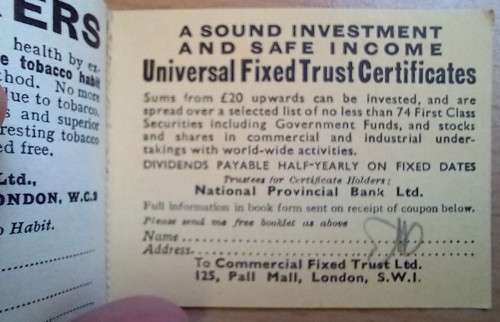 ERS
health by ex-
e tobacco habit
thod. No more
due to tobacco,
s and superior
resting tobacco
ed free.
Ltd.,
ONDON, W.C.2
o Habit.
A SOUND INVESTMENT
AND SAFE INCOME
Universal Fixed Trust Certificates
Sums from £20 upwards can be invested, and are
spread over a selected list of no less than 74 First Class
Securities including Government Funds, and stocks
and shares in commercial and industrial under-
takings with world-wide activities.
DIVIDENDS PAYABLE HALF-YEARLY ON FIXED DATES
Trustees for Certificate Holders:
National Provincial Bank Ltd.
Full information in book form sent on receipt of coupon below.
Please send me free booklet as above
Name
Address
To Commercial Fixed Trust Ltd.
125, Pall Mall, London, S.W.1.